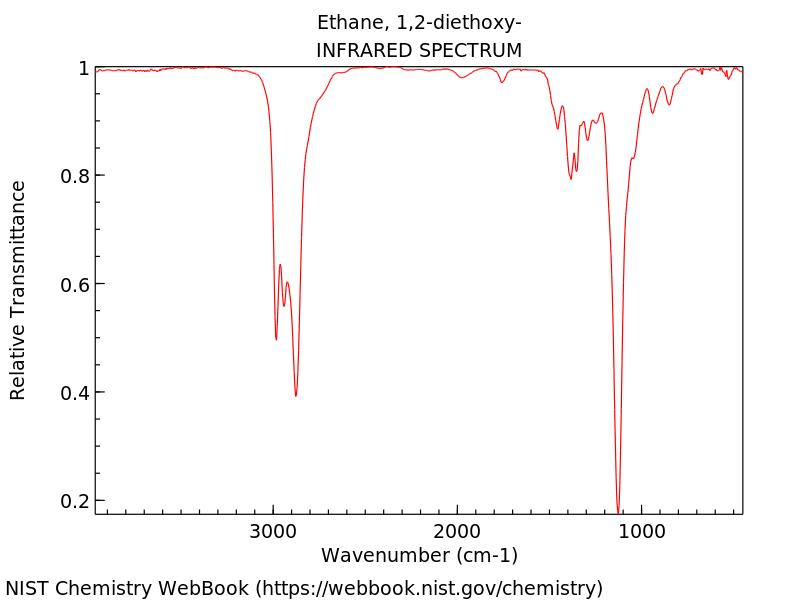 Ethane, 1,2-diethoxy-
INFRARED SPECTRUM
1
0.8
0.6
0.4
0.2
Relative Transmittance
3000 2000 1000
Wavenumber (cm-1)
NIST Chemistry WebBook (https://webbook.nist.gov/chemistry)